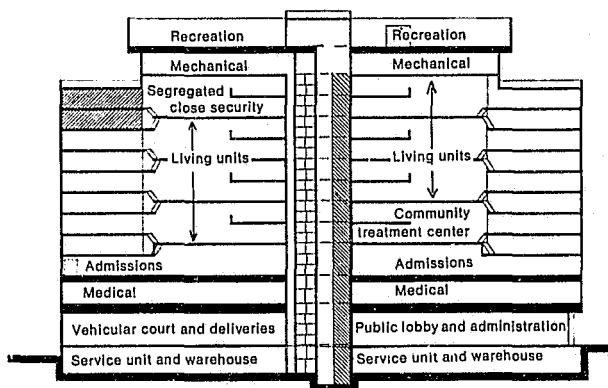 Recreation
Recreation
Mechanical
Mechanical
Segregated
close security
Living units
Living units
Community
treatment center
Admissions
Admissions
Medical
Medical
Vehicular court and deliveries
Public lobby and administration
Service unit and warehouse
Service unit and warehouse